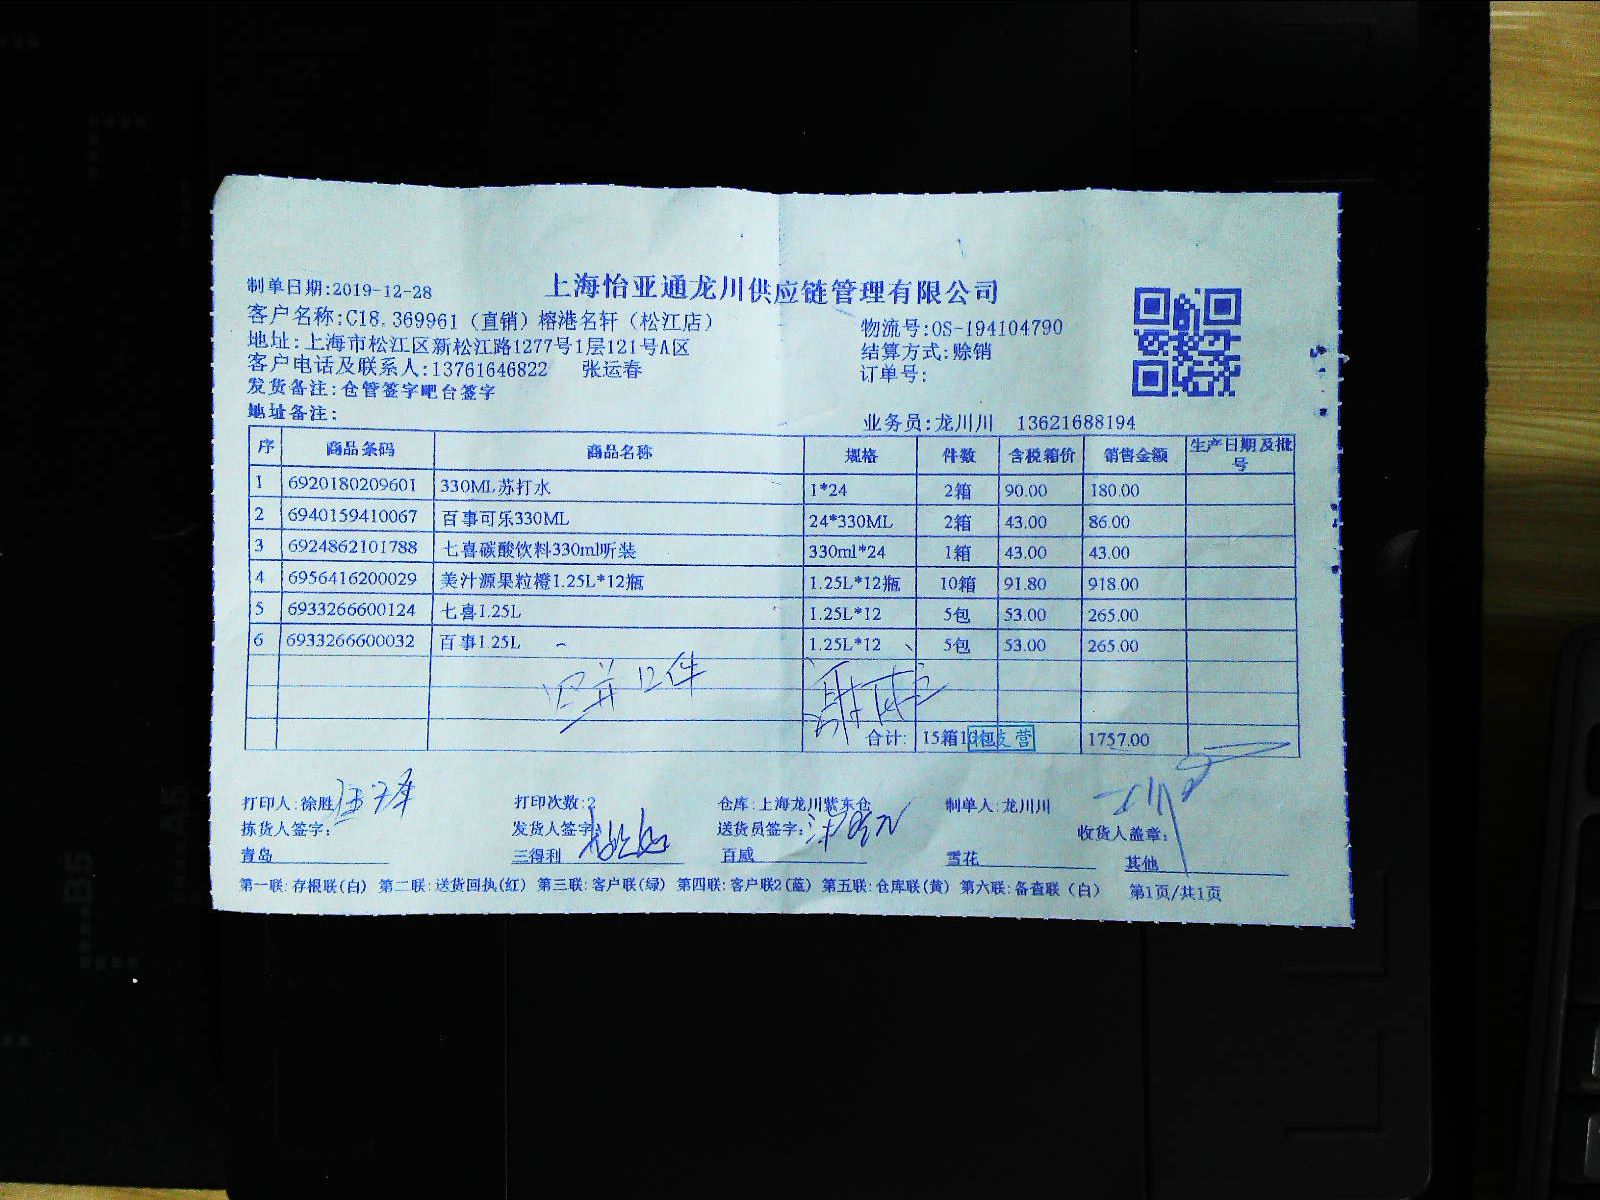 上海怡亚通龙川供应链管理有限公司
制单日期:2019-12-28
客户名称:C18.369961（直销）榕港名轩（松江店） 物流号:OS-194104790
地址:上海市松江区新松江路1277号1层121号A区 结算方式:赊销
客户电话及联系人:13761646822 张运春 订单号:
发货备注:仓管签字吧台签字
地址备注: 业务员:龙川川 13621688194
序 商品条码 商品名称 规格 件数 含税箱价 销售金额 生产日期及批号
1 6920180209601 330ML苏打水 1*24 2箱 90.00 180.00
2 6940159410067 百事可乐330ML 24*330ML 2箱 43.00 86.00
3 6924862101788 七喜碳酸饮料330ml听装 330ml*24 1箱 43.00 43.00
4 6956416200029 美汁源果粒橙1.25L*12瓶 1.25L*12瓶 10箱 91.80 918.00
5 6933266600124 七喜1.25L 1.25L*12 5包 53.00 265.00
6 6933266600032 百事1.25L 1.25L*12 5包 53.00 265.00
12件
合计: 15箱10包 1757.00
打印人:徐胜 打印次数:2 仓库:上海龙川紫东仓 制单人:龙川川
拣货人签字: 发货人签字: 送货员签字: 收货人盖章:
青岛 三得利 百威 雪花 其他
第一联:存根联(白) 第二联:送货回执(红) 第三联:客户联(绿) 第四联:客户联2(蓝) 第五联:仓库联(黄) 第六联:备查联（白） 第1页/共1页
A5
B5